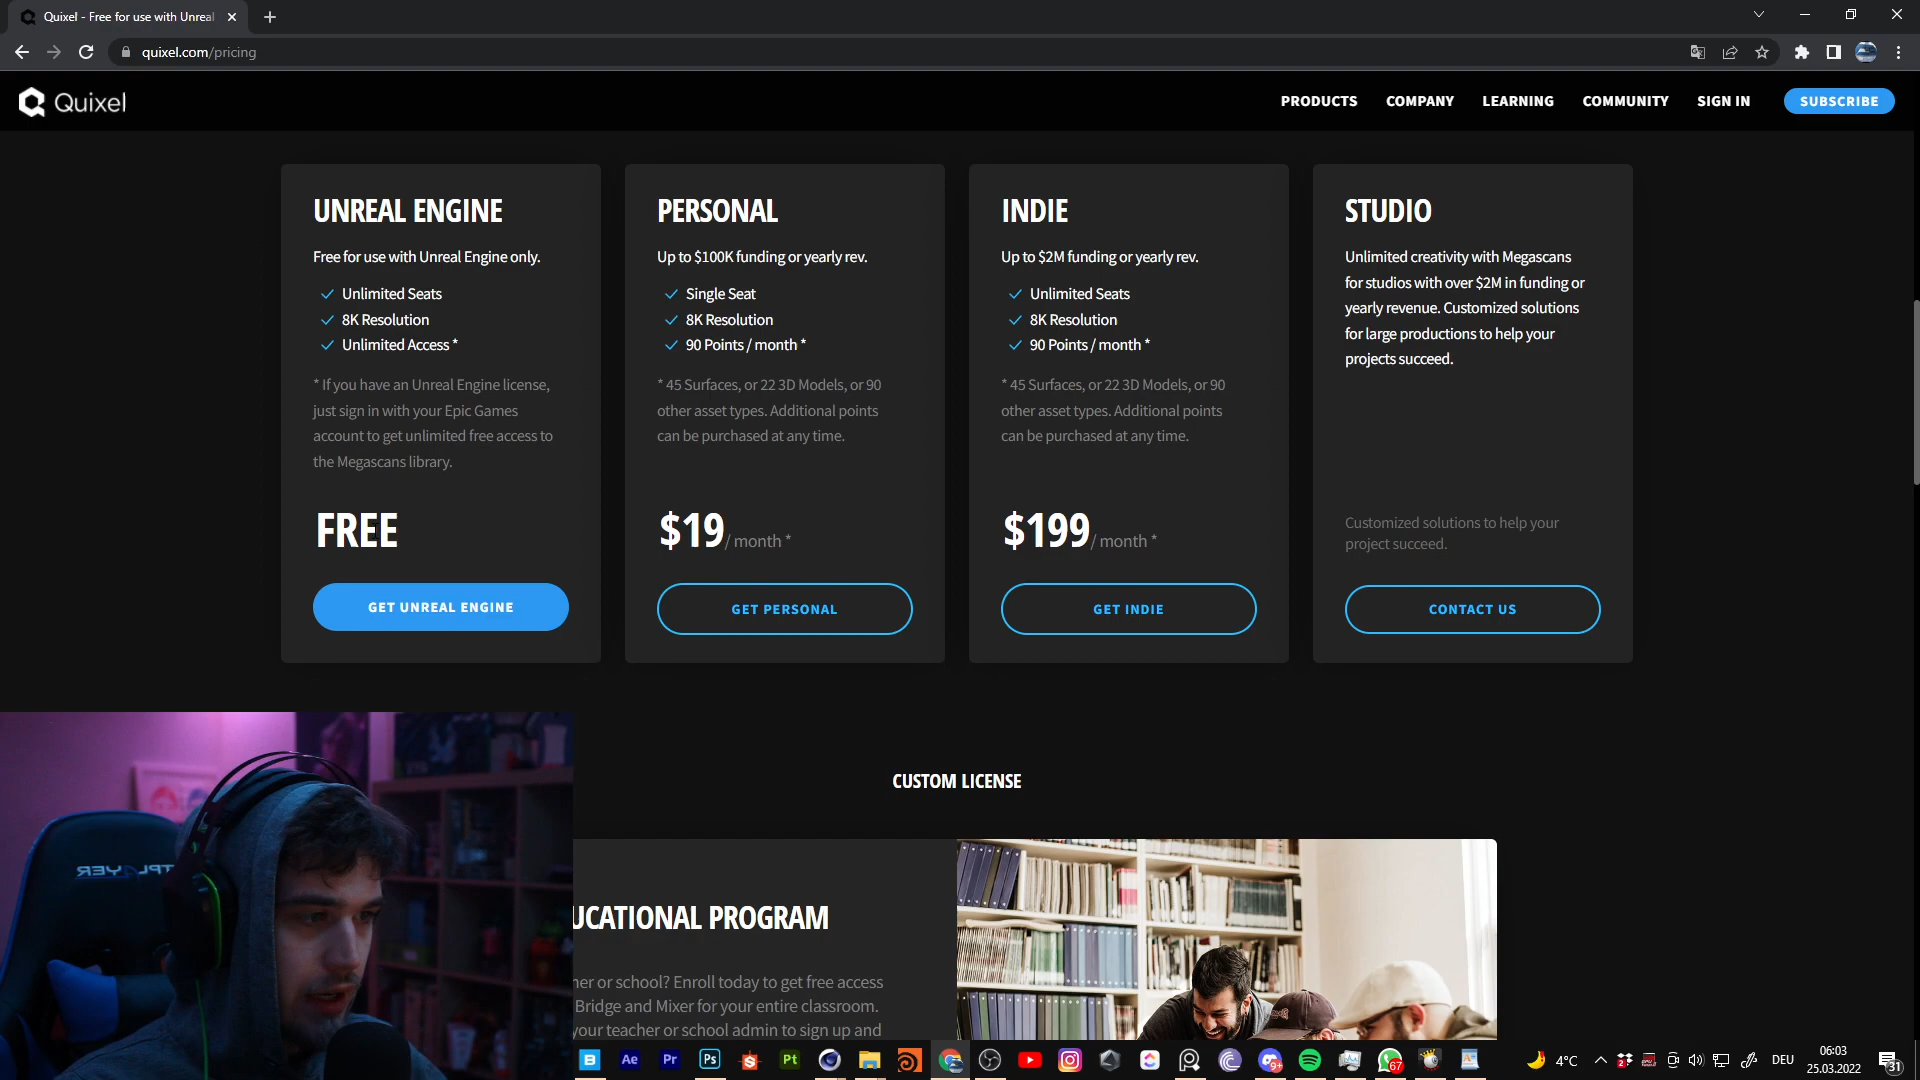 Quixel - Free for use with Unreal
quixel.com/pricing
Quixel
PRODUCTS COMPANY LEARNING COMMUNITY SIGN IN SUBSCRIBE
UNREAL ENGINE
Free for use with Unreal Engine only.
Unlimited Seats
8K Resolution
Unlimited Access *
* If you have an Unreal Engine license,
just sign in with your Epic Games
account to get unlimited free access to
the Megascans library.
FREE
GET UNREAL ENGINE
PERSONAL
Up to $100K funding or yearly rev.
Single Seat
8K Resolution
90 Points / month *
* 45 Surfaces, or 22 3D Models, or 90
other asset types. Additional points
can be purchased at any time.
$19 / month *
GET PERSONAL
INDIE
Up to $2M funding or yearly rev.
Unlimited Seats
8K Resolution
90 Points / month *
* 45 Surfaces, or 22 3D Models, or 90
other asset types. Additional points
can be purchased at any time.
$199 / month *
GET INDIE
STUDIO
Unlimited creativity with Megascans
for studios with over $2M in funding or
yearly revenue. Customized solutions
for large productions to help your
projects succeed.
Customized solutions to help your
project succeed.
CONTACT US
CUSTOM LICENSE
UCATIONAL PROGRAM
her or school? Enroll today to get free access
Bridge and Mixer for your entire classroom.
your teacher or school admin to sign up and
Ae Pr Ps Pt
9+
67
4°C
2
DEU
06:03
25.03.2022
31